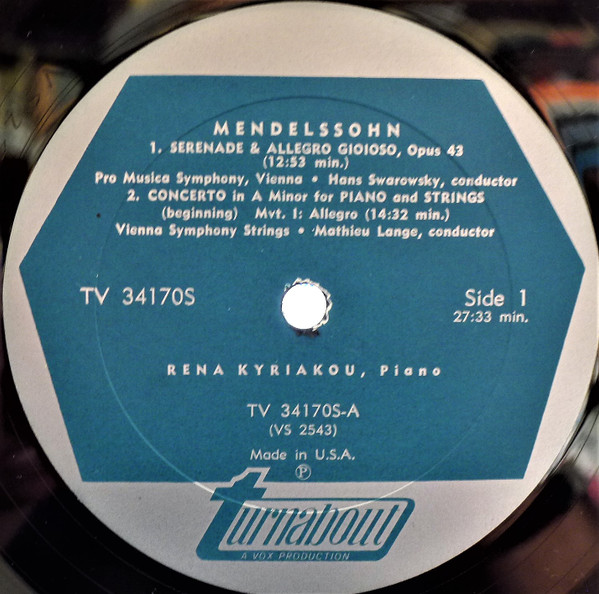 MENDELSSOHN
1. SERENADE & ALLEGRO GIOIOSO, Opus 43
(12:53 min.)
Pro Musica Symphony, Vienna • Hans Swarowsky, conductor
2. CONCERTO in A Minor for PIANO and STRINGS
(beginning) Mvt. I: Allegro (14:32 min.)
Vienna Symphony Strings • Mathieu Lange, conductor
TV 34170S
Side 1
27:33 min.
RENA KYRIAKOU, Piano
TV 34170S-A
(VS 2543)
Made in U.S.A.
℗
turnabout
A VOX PRODUCTION